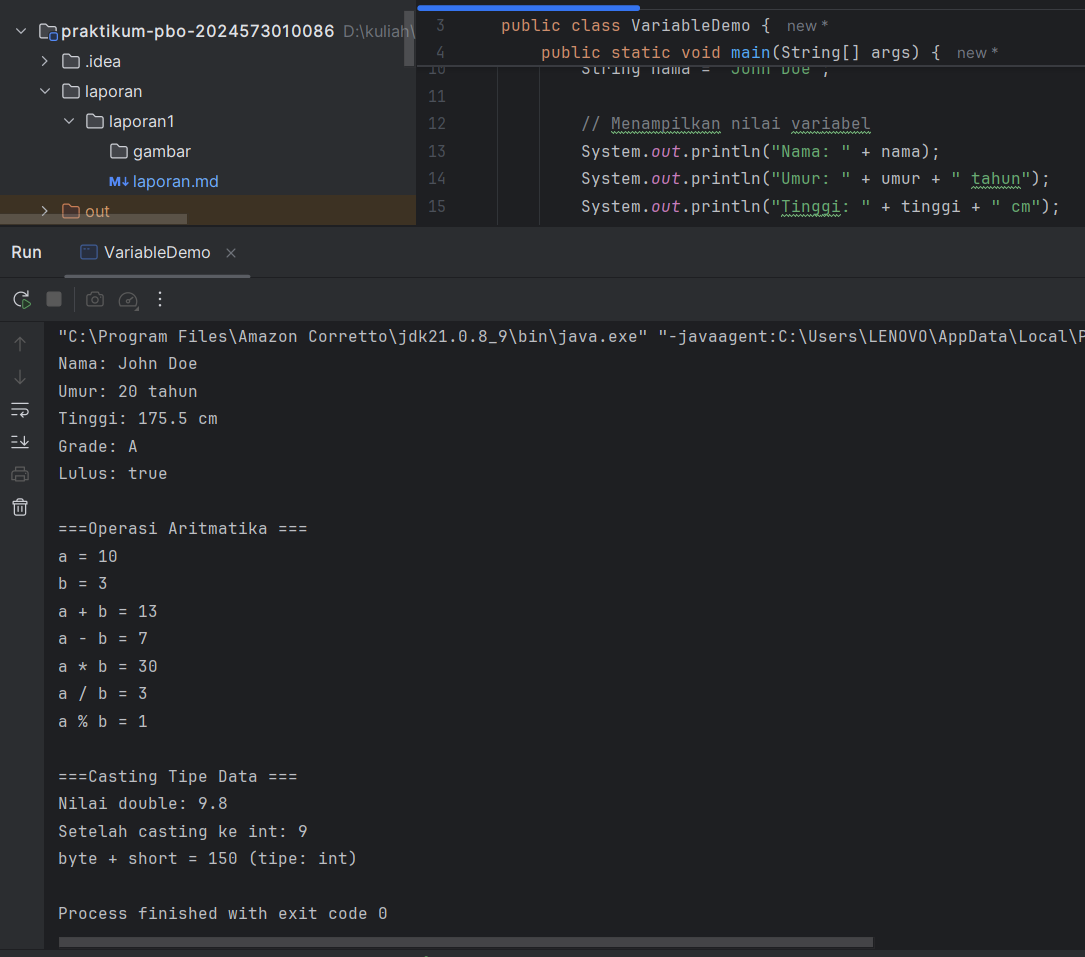 praktikum-pbo-2024573010086 D:\kuliah\
.idea
laporan
laporan1
gambar
M↓ laporan.md
out
3 public class VariableDemo { new *
4 public static void main(String[] args) { new *
10 String nama = "John Doe";
11
12 // Menampilkan nilai variabel
13 System.out.println("Nama: " + nama);
14 System.out.println("Umur: " + umur + " tahun");
15 System.out.println("Tinggi: " + tinggi + " cm");
Run VariableDemo
"C:\Program Files\Amazon Corretto\jdk21.0.8_9\bin\java.exe" "-javaagent:C:\Users\LENOVO\AppData\Local\P
Nama: John Doe
Umur: 20 tahun
Tinggi: 175.5 cm
Grade: A
Lulus: true
===Operasi Aritmatika ===
a = 10
b = 3
a + b = 13
a - b = 7
a * b = 30
a / b = 3
a % b = 1
===Casting Tipe Data ===
Nilai double: 9.8
Setelah casting ke int: 9
byte + short = 150 (tipe: int)
Process finished with exit code 0